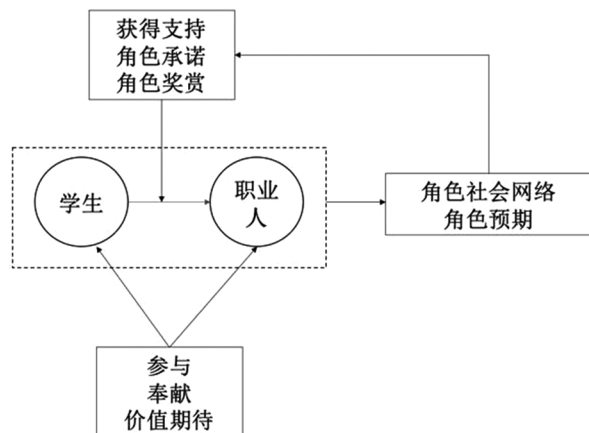 获得支持
角色承诺
角色奖赏
学生
职业
人
角色社会网络
角色预期
参与
奉献
价值期待